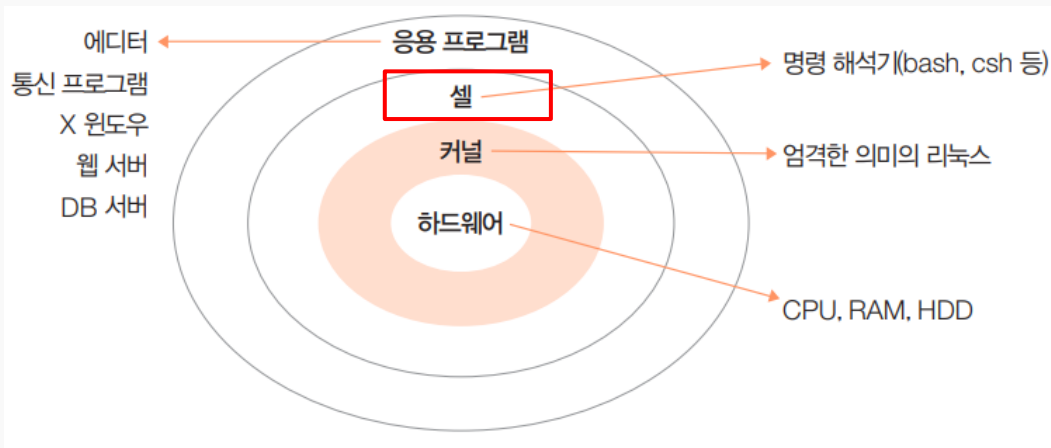 에디터
통신 프로그램
X 윈도우
웹 서버
DB 서버
응용 프로그램
셀
커널
하드웨어
명령 해석기(bash, csh 등)
엄격한 의미의 리눅스
CPU, RAM, HDD